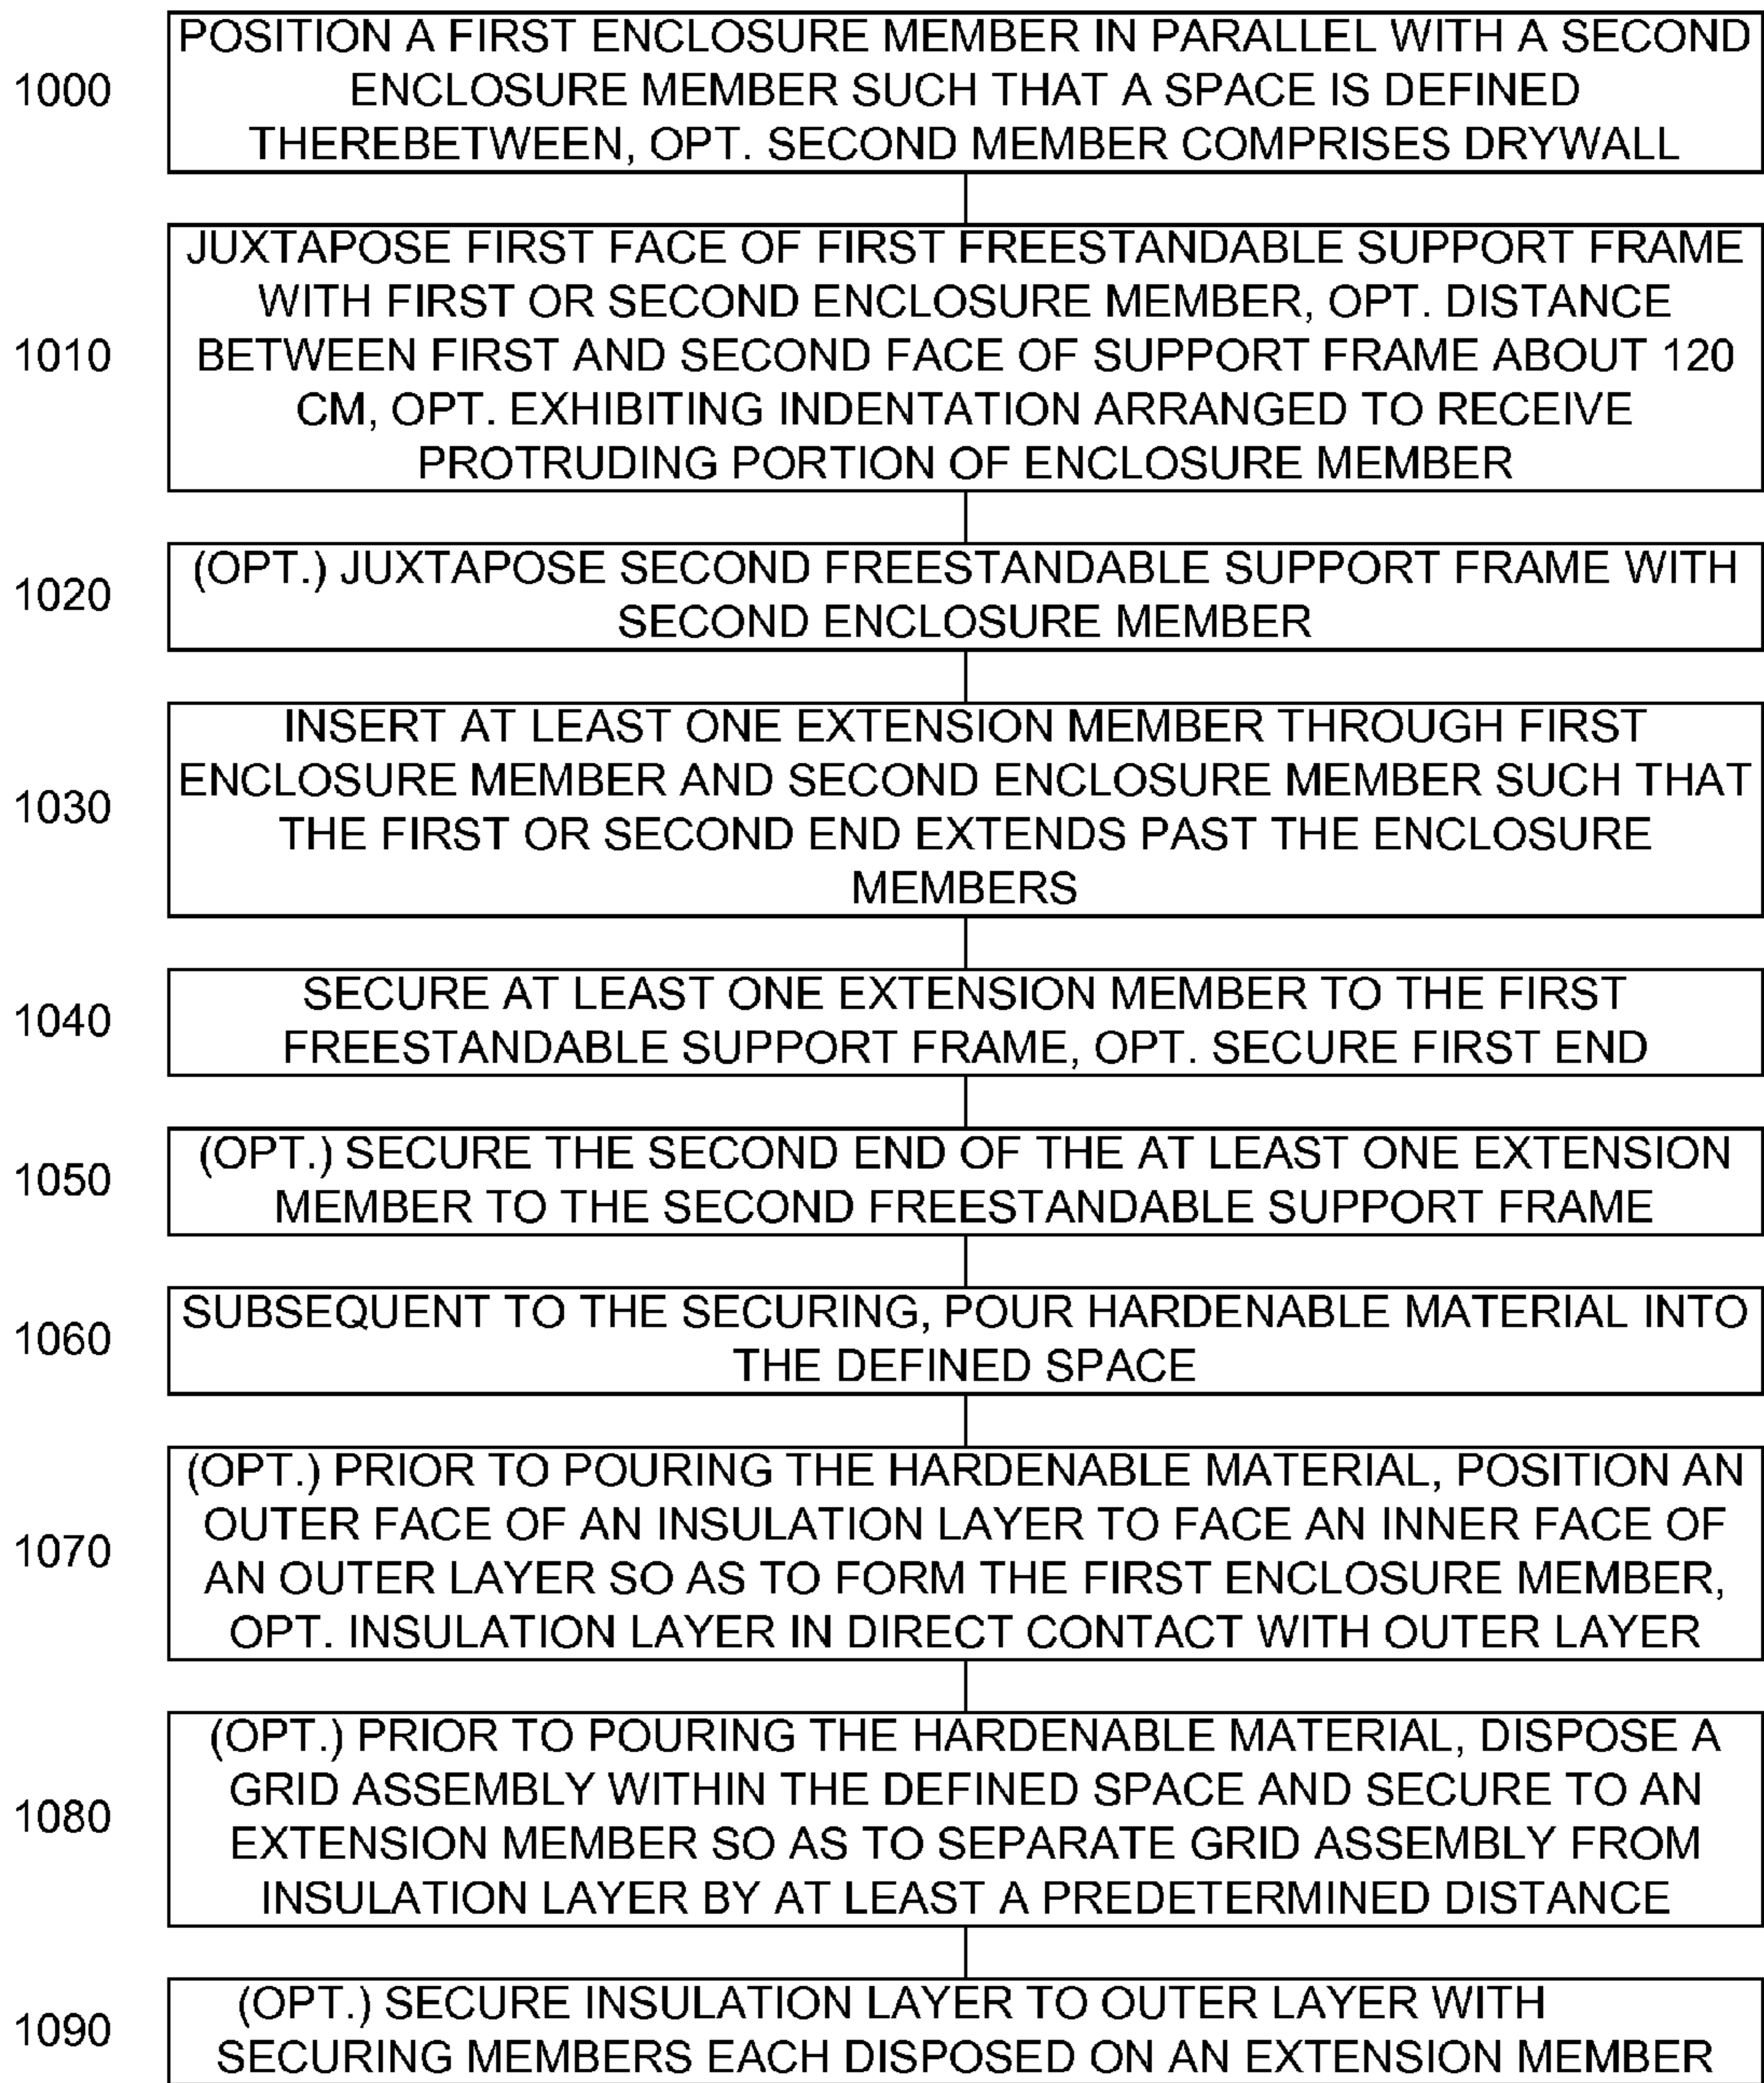 1000
POSITION A FIRST ENCLOSURE MEMBER IN PARALLEL WITH A SECOND
ENCLOSURE MEMBER SUCH THAT A SPACE IS DEFINED
THEREBETWEEN, OPT. SECOND MEMBER COMPRISES DRYWALL
1010
JUXTAPOSE FIRST FACE OF FIRST FREESTANDABLE SUPPORT FRAME
WITH FIRST OR SECOND ENCLOSURE MEMBER, OPT. DISTANCE
BETWEEN FIRST AND SECOND FACE OF SUPPORT FRAME ABOUT 120
CM, OPT. EXHIBITING INDENTATION ARRANGED TO RECEIVE
PROTRUDING PORTION OF ENCLOSURE MEMBER
1020
(OPT.) JUXTAPOSE SECOND FREESTANDABLE SUPPORT FRAME WITH
SECOND ENCLOSURE MEMBER
1030
INSERT AT LEAST ONE EXTENSION MEMBER THROUGH FIRST
ENCLOSURE MEMBER AND SECOND ENCLOSURE MEMBER SUCH THAT
THE FIRST OR SECOND END EXTENDS PAST THE ENCLOSURE
MEMBERS
1040
SECURE AT LEAST ONE EXTENSION MEMBER TO THE FIRST
FREESTANDABLE SUPPORT FRAME, OPT. SECURE FIRST END
1050
(OPT.) SECURE THE SECOND END OF THE AT LEAST ONE EXTENSION
MEMBER TO THE SECOND FREESTANDABLE SUPPORT FRAME
1060
SUBSEQUENT TO THE SECURING, POUR HARDENABLE MATERIAL INTO
THE DEFINED SPACE
1070
(OPT.) PRIOR TO POURING THE HARDENABLE MATERIAL, POSITION AN
OUTER FACE OF AN INSULATION LAYER TO FACE AN INNER FACE OF
AN OUTER LAYER SO AS TO FORM THE FIRST ENCLOSURE MEMBER,
OPT. INSULATION LAYER IN DIRECT CONTACT WITH OUTER LAYER
1080
(OPT.) PRIOR TO POURING THE HARDENABLE MATERIAL, DISPOSE A
GRID ASSEMBLY WITHIN THE DEFINED SPACE AND SECURE TO AN
EXTENSION MEMBER SO AS TO SEPARATE GRID ASSEMBLY FROM
INSULATION LAYER BY AT LEAST A PREDETERMINED DISTANCE
1090
(OPT.) SECURE INSULATION LAYER TO OUTER LAYER WITH
SECURING MEMBERS EACH DISPOSED ON AN EXTENSION MEMBER